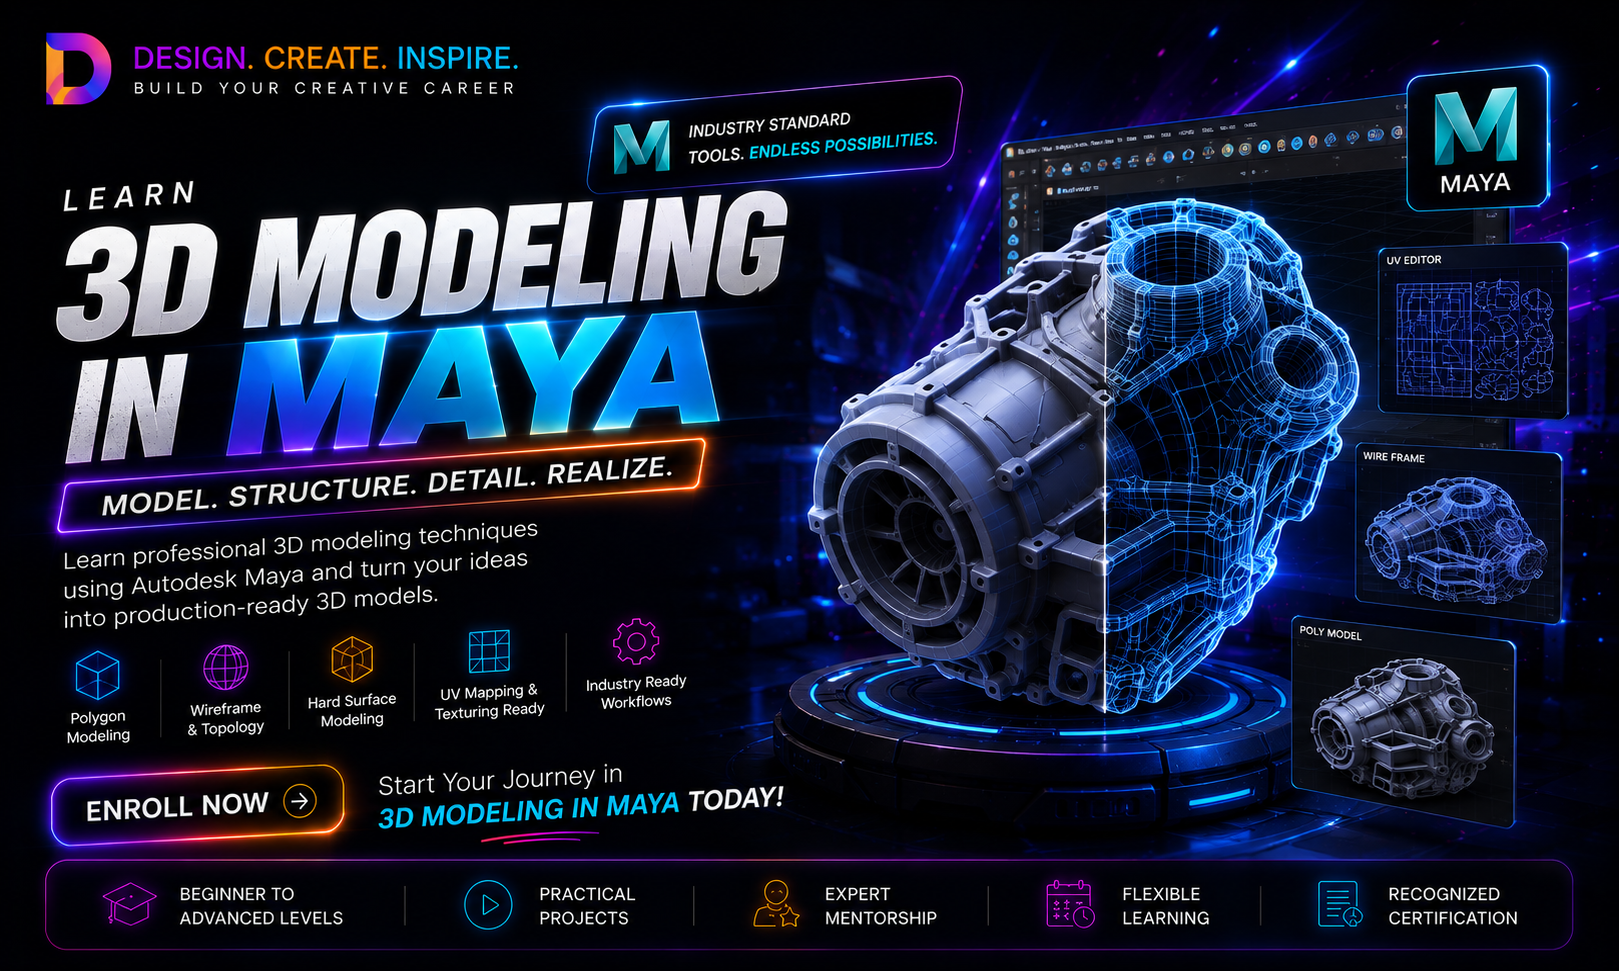 DESIGN. CREATE. INSPIRE.
BUILD YOUR CREATIVE CAREER
INDUSTRY STANDARD
TOOLS. ENDLESS POSSIBILITIES.
MAYA
LEARN
3D MODELING
IN MAYA
MODEL. STRUCTURE. DETAIL. REALIZE.
Learn professional 3D modeling techniques
using Autodesk Maya and turn your ideas
into production-ready 3D models.
Polygon
Modeling
Wireframe
& Topology
Hard Surface
Modeling
UV Mapping &
Texturing Ready
Industry Ready
Workflows
UV EDITOR
WIRE FRAME
POLY MODEL
ENROLL NOW
Start Your Journey in
3D MODELING IN MAYA TODAY!
BEGINNER TO
ADVANCED LEVELS
PRACTICAL
PROJECTS
EXPERT
MENTORSHIP
FLEXIBLE
LEARNING
RECOGNIZED
CERTIFICATION